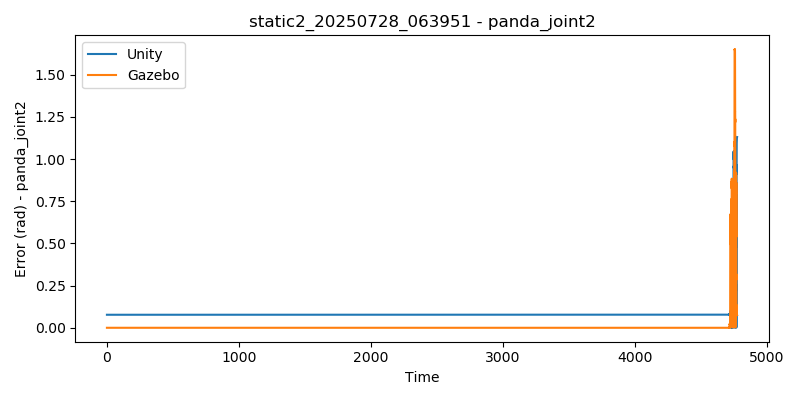 static2_20250728_063951 - panda_joint2
Unity
Gazebo
Error (rad) - panda_joint2
1.50
1.25
1.00
0.75
0.50
0.25
0.00
0
1000
2000
3000
4000
5000
Time